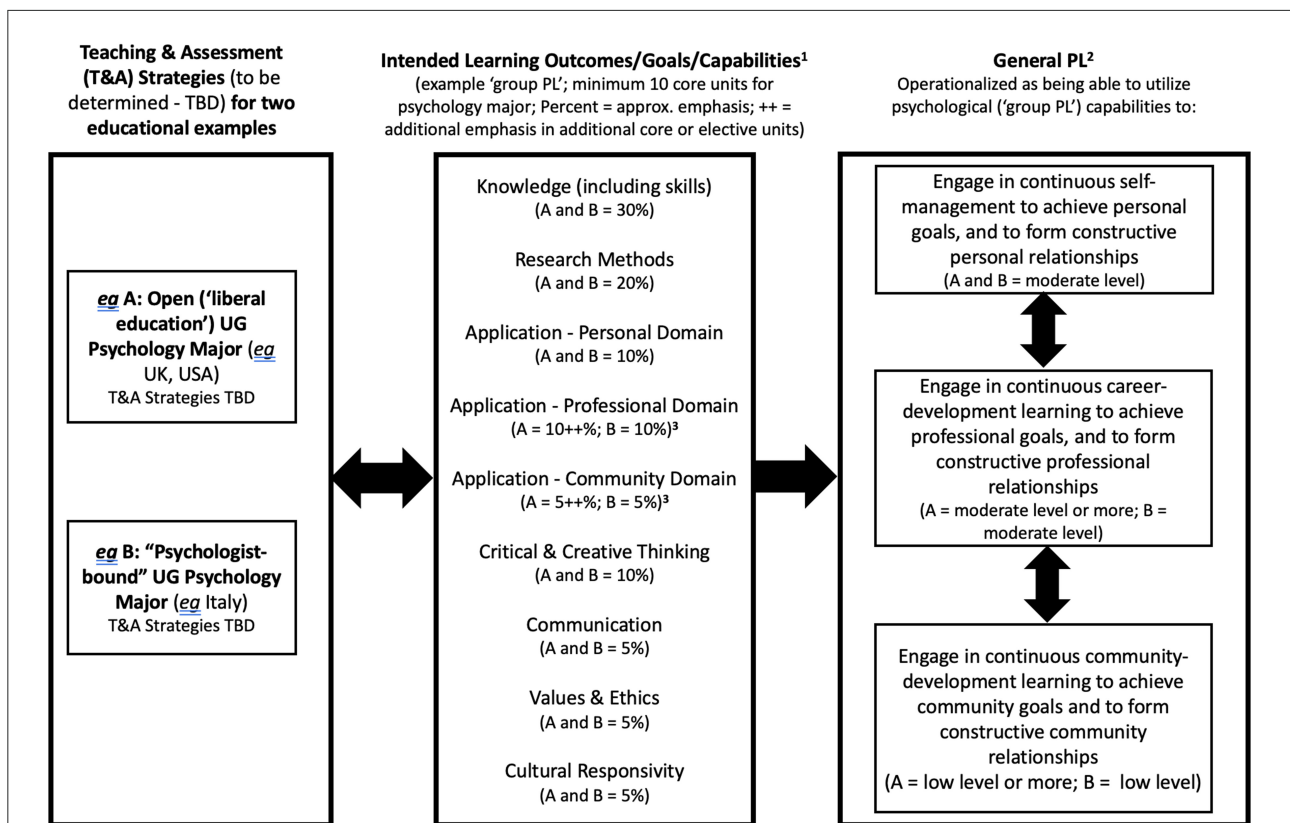 Teaching & Assessment
(T&A) Strategies (to be
determined - TBD) for two
educational examples
eg A: Open (‘liberal
education’) UG
Psychology Major (eg
UK, USA)
T&A Strategies TBD
eg B: “Psychologist-
bound” UG Psychology
Major (eg Italy)
T&A Strategies TBD
Intended Learning Outcomes/Goals/Capabilities¹
(example ‘group PL’; minimum 10 core units for
psychology major; Percent = approx. emphasis; ++ =
additional emphasis in additional core or elective units)
Knowledge (including skills)
(A and B = 30%)
Research Methods
(A and B = 20%)
Application - Personal Domain
(A and B = 10%)
Application - Professional Domain
(A = 10++%; B = 10%)³
Application - Community Domain
(A = 5++%; B = 5%)³
Critical & Creative Thinking
(A and B = 10%)
Communication
(A and B = 5%)
Values & Ethics
(A and B = 5%)
Cultural Responsivity
(A and B = 5%)
General PL²
Operationalized as being able to utilize
psychological (‘group PL’) capabilities to:
Engage in continuous self-
management to achieve personal
goals, and to form constructive
personal relationships
(A and B = moderate level)
Engage in continuous career-
development learning to achieve
professional goals, and to form
constructive professional
relationships
(A = moderate level or more; B =
moderate level)
Engage in continuous community-
development learning to achieve
community goals and to form
constructive community
relationships
(A = low level or more; B = low level)